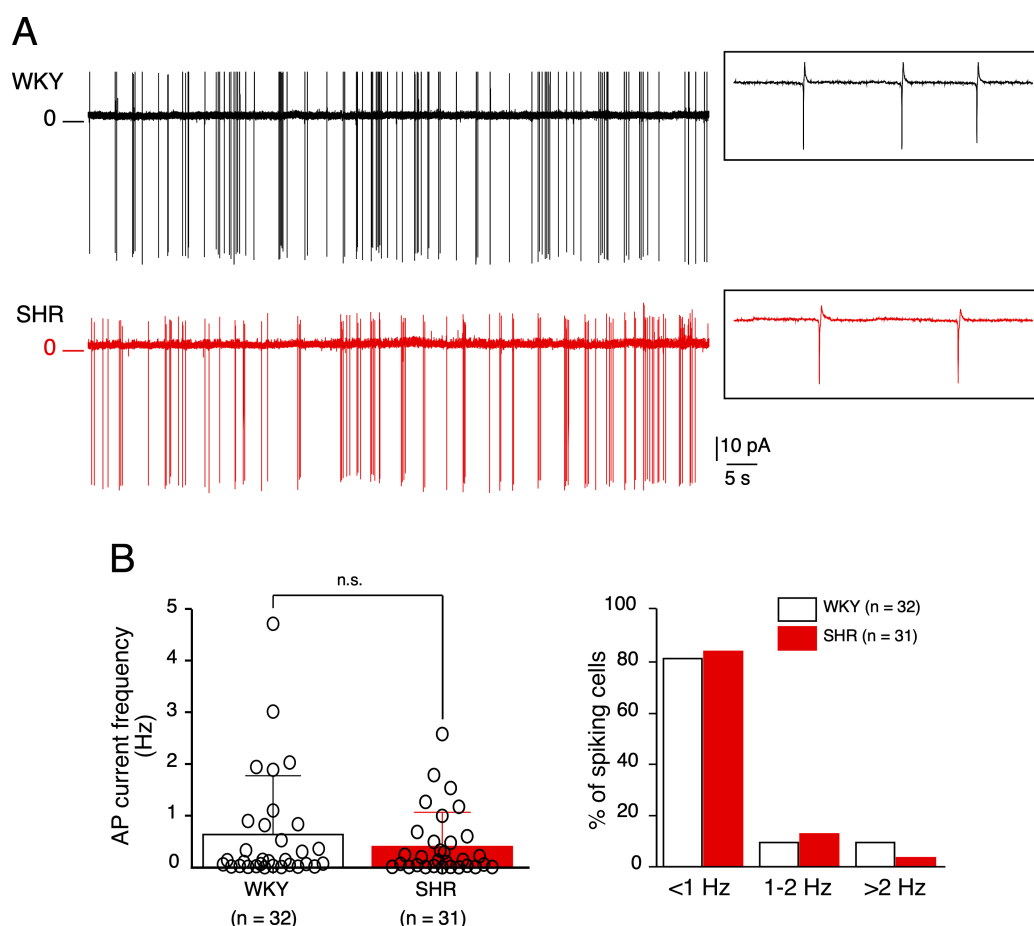 A
WKY
0
SHR
0
10 pA
5 s
B
n.s.
AP current frequency
(Hz)
5
4
3
2
1
0
WKY
SHR
(n = 32)
(n = 31)
% of spiking cells
100
80
60
40
20
0
WKY (n = 32)
SHR (n = 31)
<1 Hz
1-2 Hz
>2 Hz